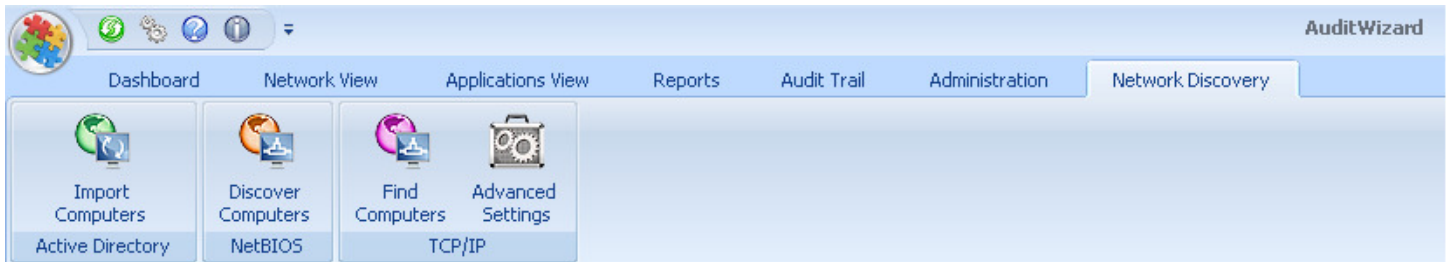 AuditWizard
Dashboard Network View Applications View Reports Audit Trail Administration Network Discovery
Import Computers
Active Directory
Discover Computers
NetBIOS
Find Computers
Advanced Settings
TCP/IP